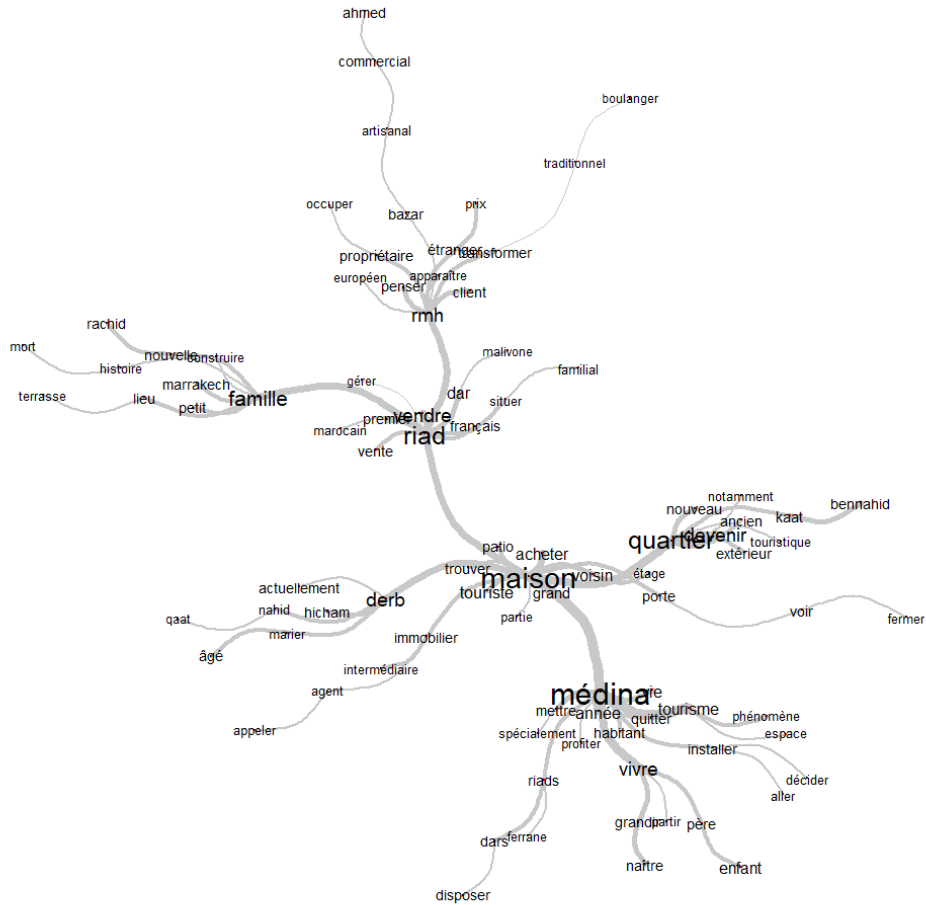 ahmed
commercial
boulanger
artisanal
traditionnel
occuper
bazar
prix
étranger
transformer
propriétaire
européen
apparaître
penser
client
rmh
rachid
mort
nouvelle
construire
histoire
malivone
familial
marrakech
gérer
terrasse
lieu
petit
famille
dar
situer
vendre
premier
marocain
français
riad
vente
notamment
nouveau
bennahid
kaat
ancien
devenir
quartier
touristique
extérieur
patio
acheter
trouver
maison
voisin
étage
actuellement
touriste
grand
porte
derb
nahid
hicham
qaat
partie
voir
fermer
marier
immobilier
âgé
intermédiaire
agent
appeler
médina
vie
mettre
année
tourisme
quitter
phénomène
spécialement
profiter
habitant
espace
installer
vivre
riads
décider
aller
grandir
partir
père
dars
ferrane
naître
enfant
disposer